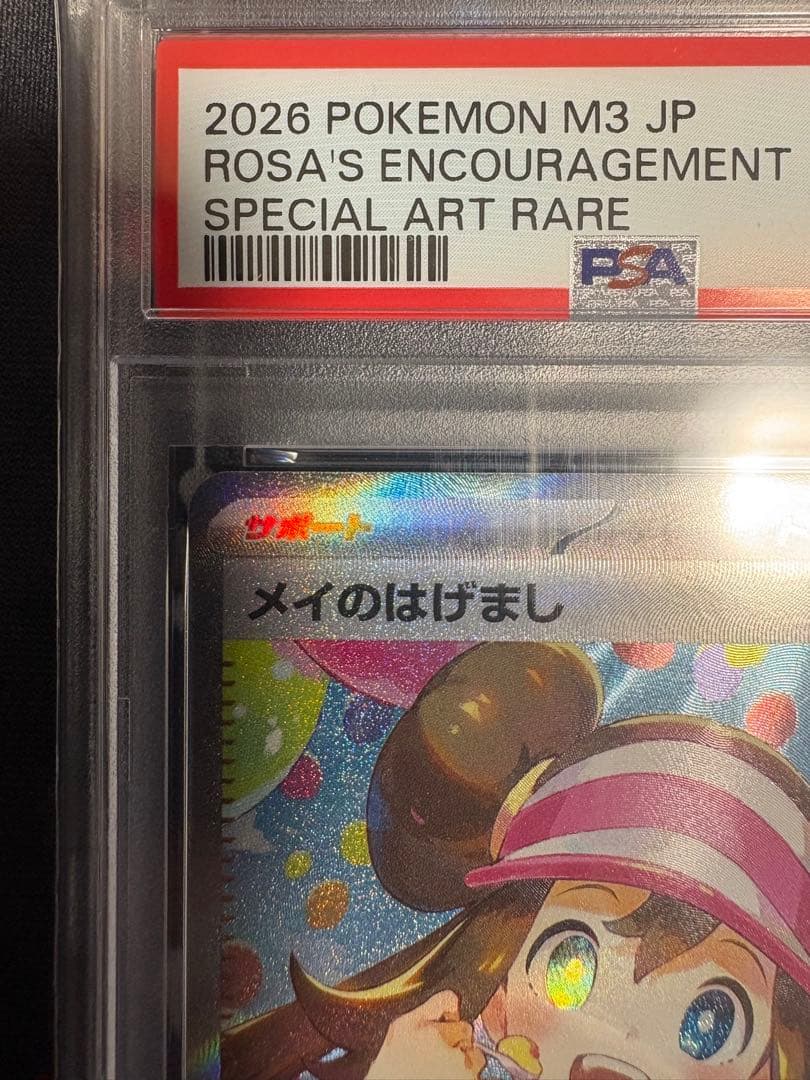 2026 POKEMON M3 JP
ROSA'S ENCOURAGEMENT
SPECIAL ART RARE
PSA
サポート
メイのはげまし